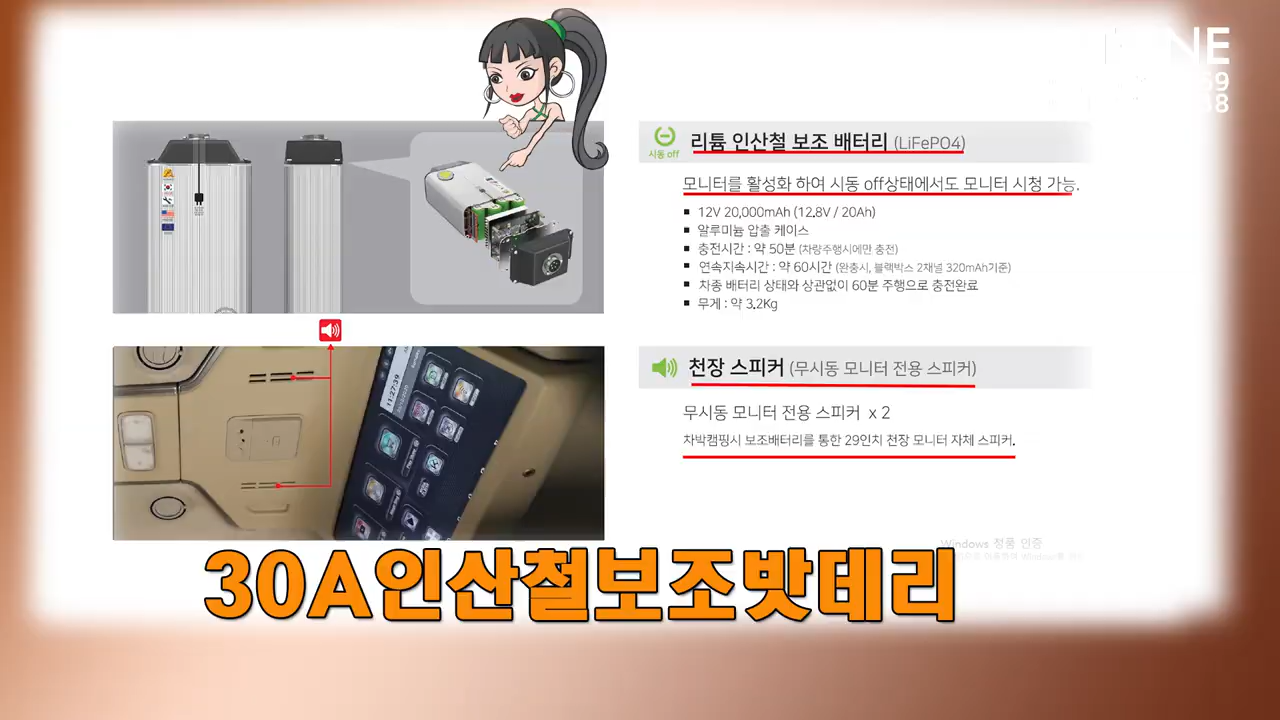 NE
59
리튬 인산철 보조 배터리 (LiFePO4)
시동 off
모니터를 활성화 하여 시동 off상태에서도 모니터 시청 가능.
12V 20,000mAh (12.8V / 20Ah)
알루미늄 압출 케이스
충전시간 : 약 50분 (차량주행시에만 충전)
연속지속시간 : 약 60시간 (완충시, 블랙박스 2채널 320mAh기준)
차종 배터리 상태와 상관없이 60분 주행으로 충전완료
무게 : 약 3.2Kg
11:27:39
천장 스피커 (무시동 모니터 전용 스피커)
무시동 모니터 전용 스피커 x 2
차박캠핑시 보조배터리를 통한 29인치 천장 모니터 자체 스피커.
Windows 정품 인증
30A인산철보조밧테리